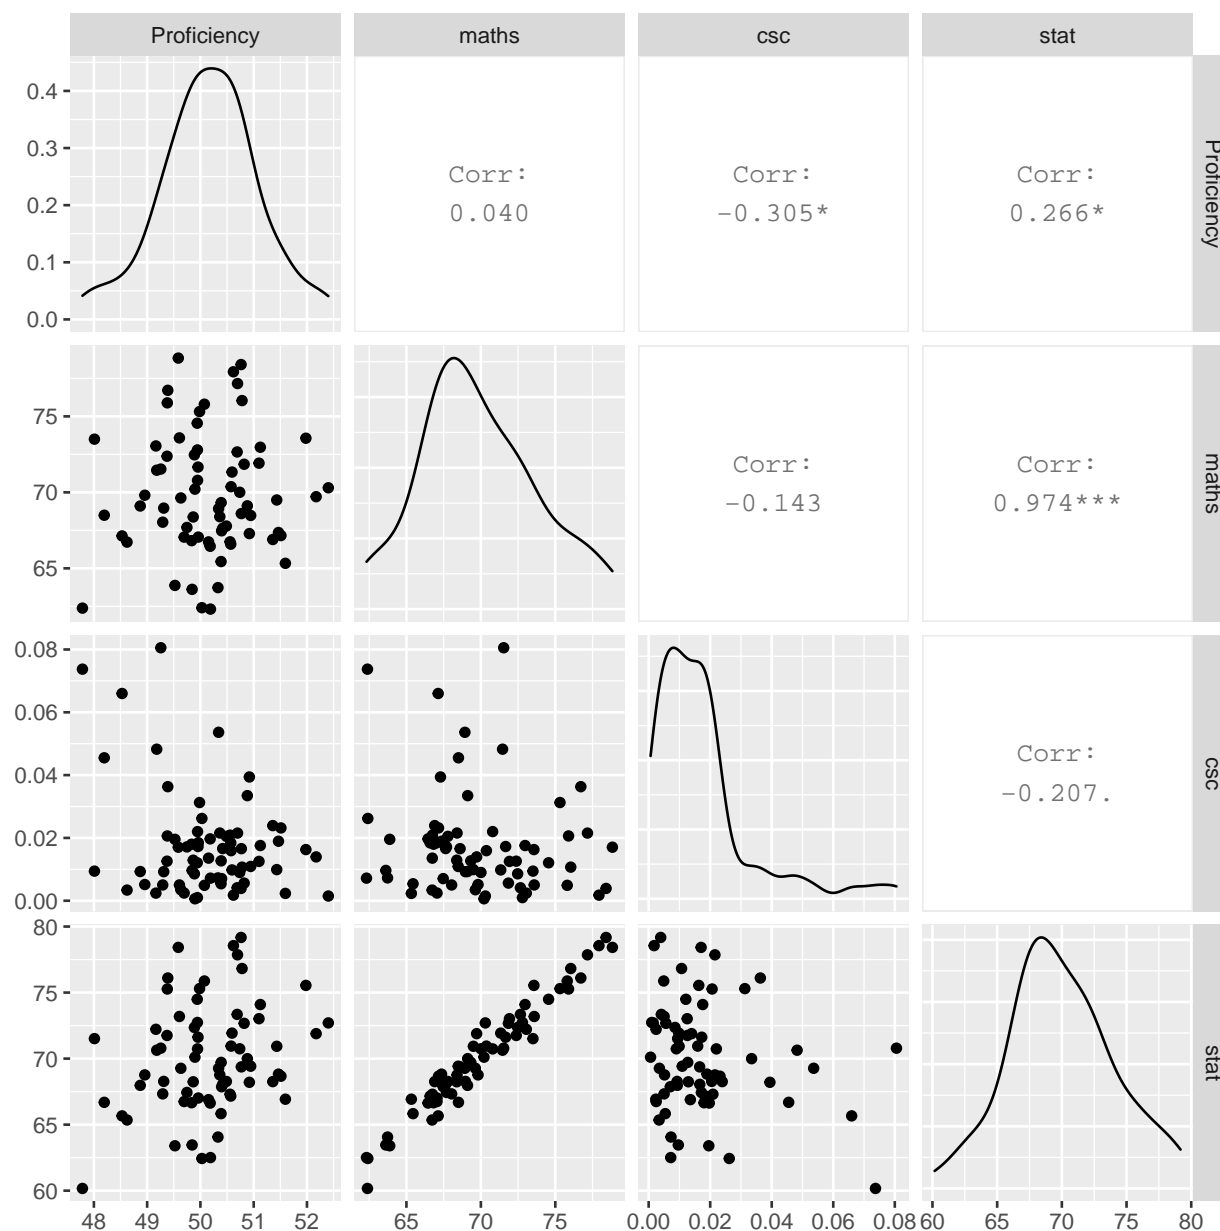 Proficiency maths csc stat
0.4
0.3
0.2
0.1
0.0
Corr:
0.040
Corr:
-0.305*
Corr:
0.266*
Proficiency
75
70
65
Corr:
-0.143
Corr:
0.974***
maths
0.08
0.06
0.04
0.02
0.00
Corr:
-0.207.
csc
80
75
70
65
60
stat
48 49 50 51 52
65 70 75
0.00 0.02 0.04 0.06 0.08
60 65 70 75 80